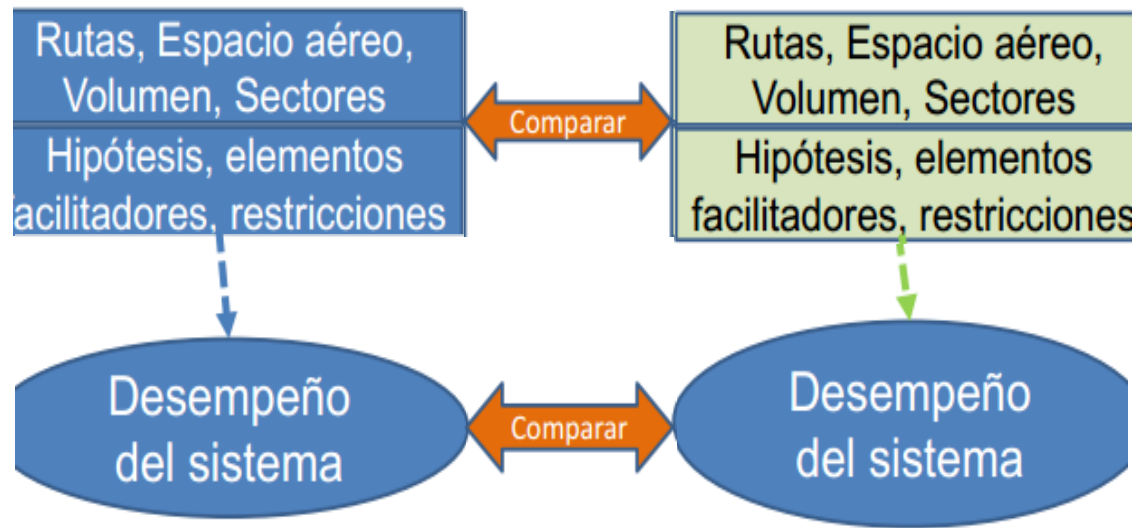 Rutas, Espacio aéreo,
Volumen, Sectores
Hipótesis, elementos
facilitadores, restricciones
Comparar
Rutas, Espacio aéreo,
Volumen, Sectores
Hipótesis, elementos
facilitadores, restricciones
Desempeño
del sistema
Comparar
Desempeño
del sistema